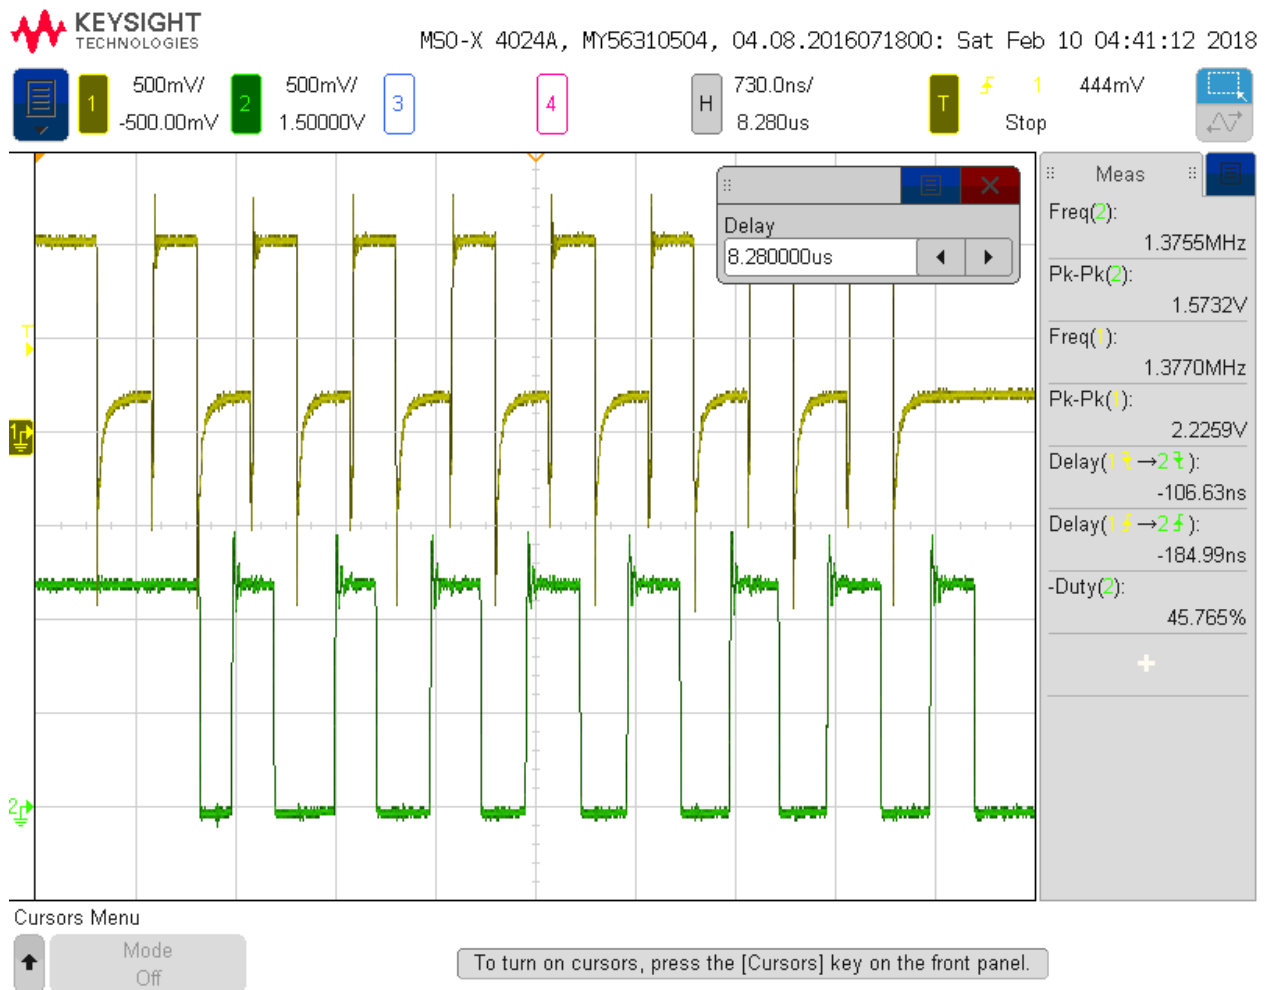 KEYSIGHT
TECHNOLOGIES
MSO-X 4024A, MY56310504, 04.08.2016071800: Sat Feb 10 04:41:12 2018
1 500mV/ 2 500mV/ 3 4 H 730.0ns/ T 1 444mV
-500.00mV 1.50000V 8.280us Stop
Meas
Delay
8.280000us
Freq(2):
1.3755MHz
Pk-Pk(2):
1.5732V
Freq(1):
1.3770MHz
Pk-Pk(1):
2.2259V
Delay(1→2):
-106.63ns
Delay(1→2):
-184.99ns
-Duty(2):
45.765%
+
T
1
2
Cursors Menu
Mode
Off
To turn on cursors, press the [Cursors] key on the front panel.